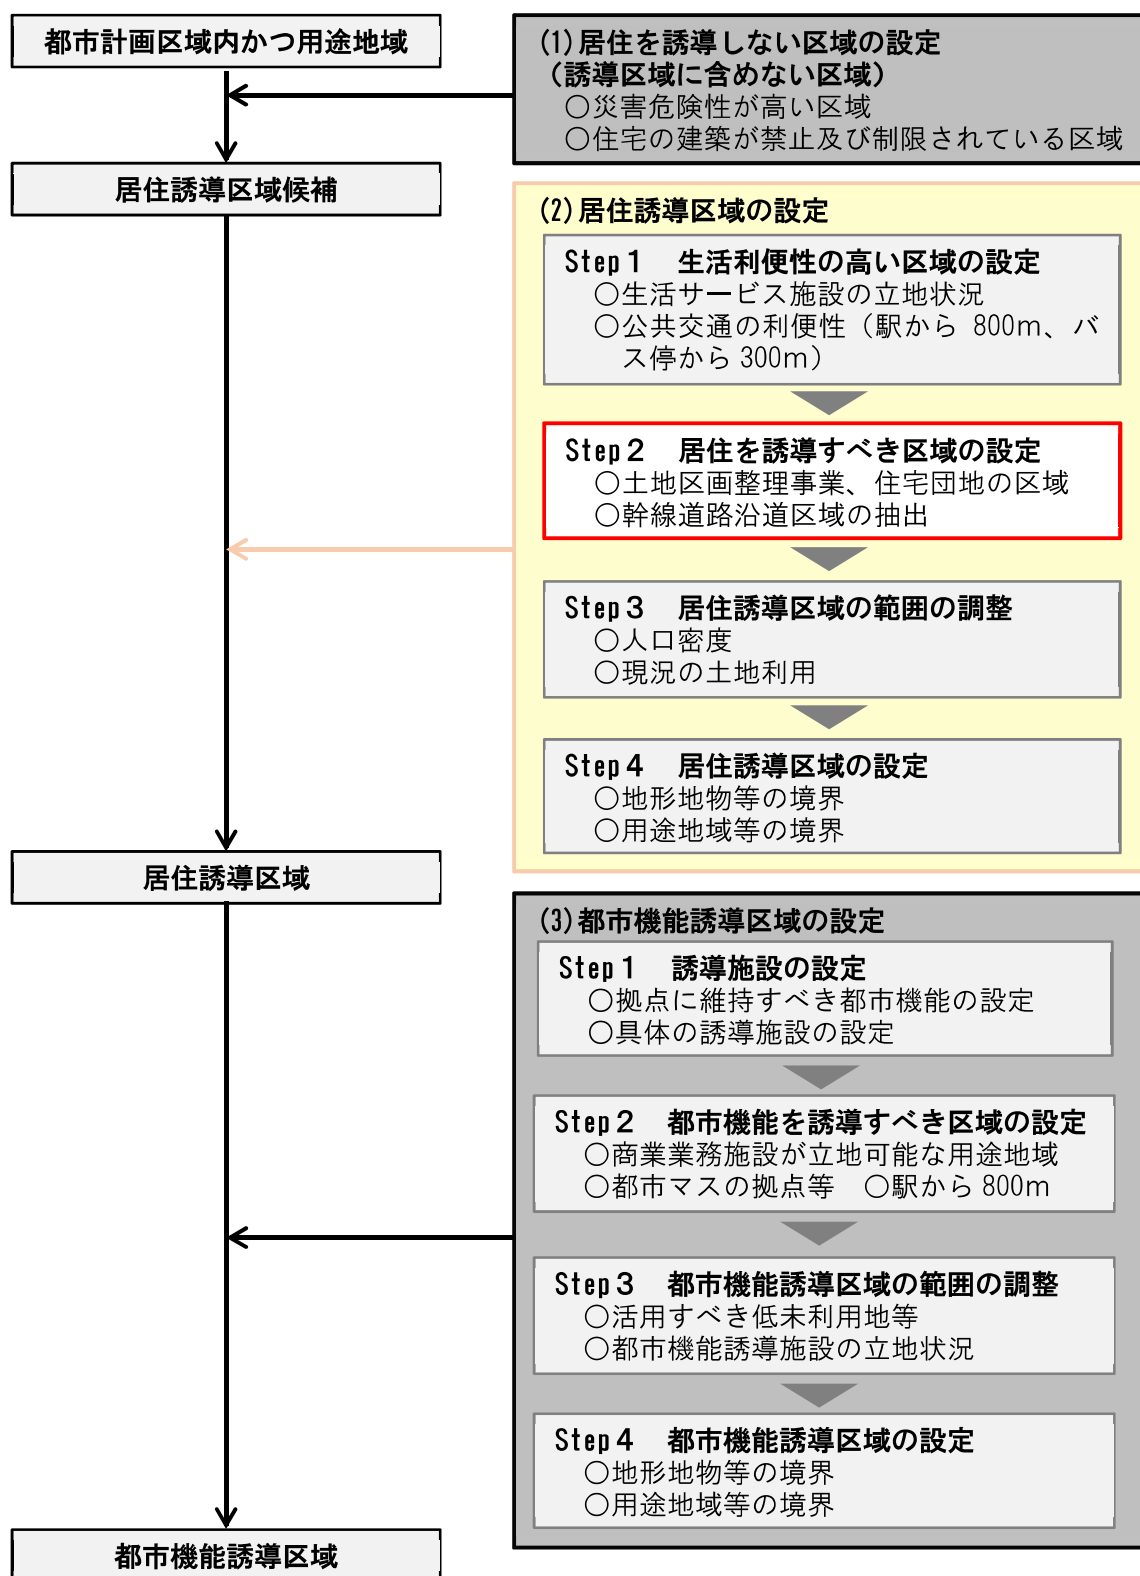 都市計画区域内かつ用途地域
(1)居住を誘導しない区域の設定
（誘導区域に含めない区域）
○災害危険性が高い区域
○住宅の建築が禁止及び制限されている区域
居住誘導区域候補
(2)居住誘導区域の設定
Step１　生活利便性の高い区域の設定
○生活サービス施設の立地状況
○公共交通の利便性（駅から 800m、バ
ス停から 300m）
Step２　居住を誘導すべき区域の設定
○土地区画整理事業、住宅団地の区域
○幹線道路沿道区域の抽出
Step３　居住誘導区域の範囲の調整
○人口密度
○現況の土地利用
Step４　居住誘導区域の設定
○地形地物等の境界
○用途地域等の境界
居住誘導区域
(3)都市機能誘導区域の設定
Step１　誘導施設の設定
○拠点に維持すべき都市機能の設定
○具体の誘導施設の設定
Step２　都市機能を誘導すべき区域の設定
○商業業務施設が立地可能な用途地域
○都市マスの拠点等　○駅から 800m
Step３　都市機能誘導区域の範囲の調整
○活用すべき低未利用地等
○都市機能誘導施設の立地状況
Step４　都市機能誘導区域の設定
○地形地物等の境界
○用途地域等の境界
都市機能誘導区域